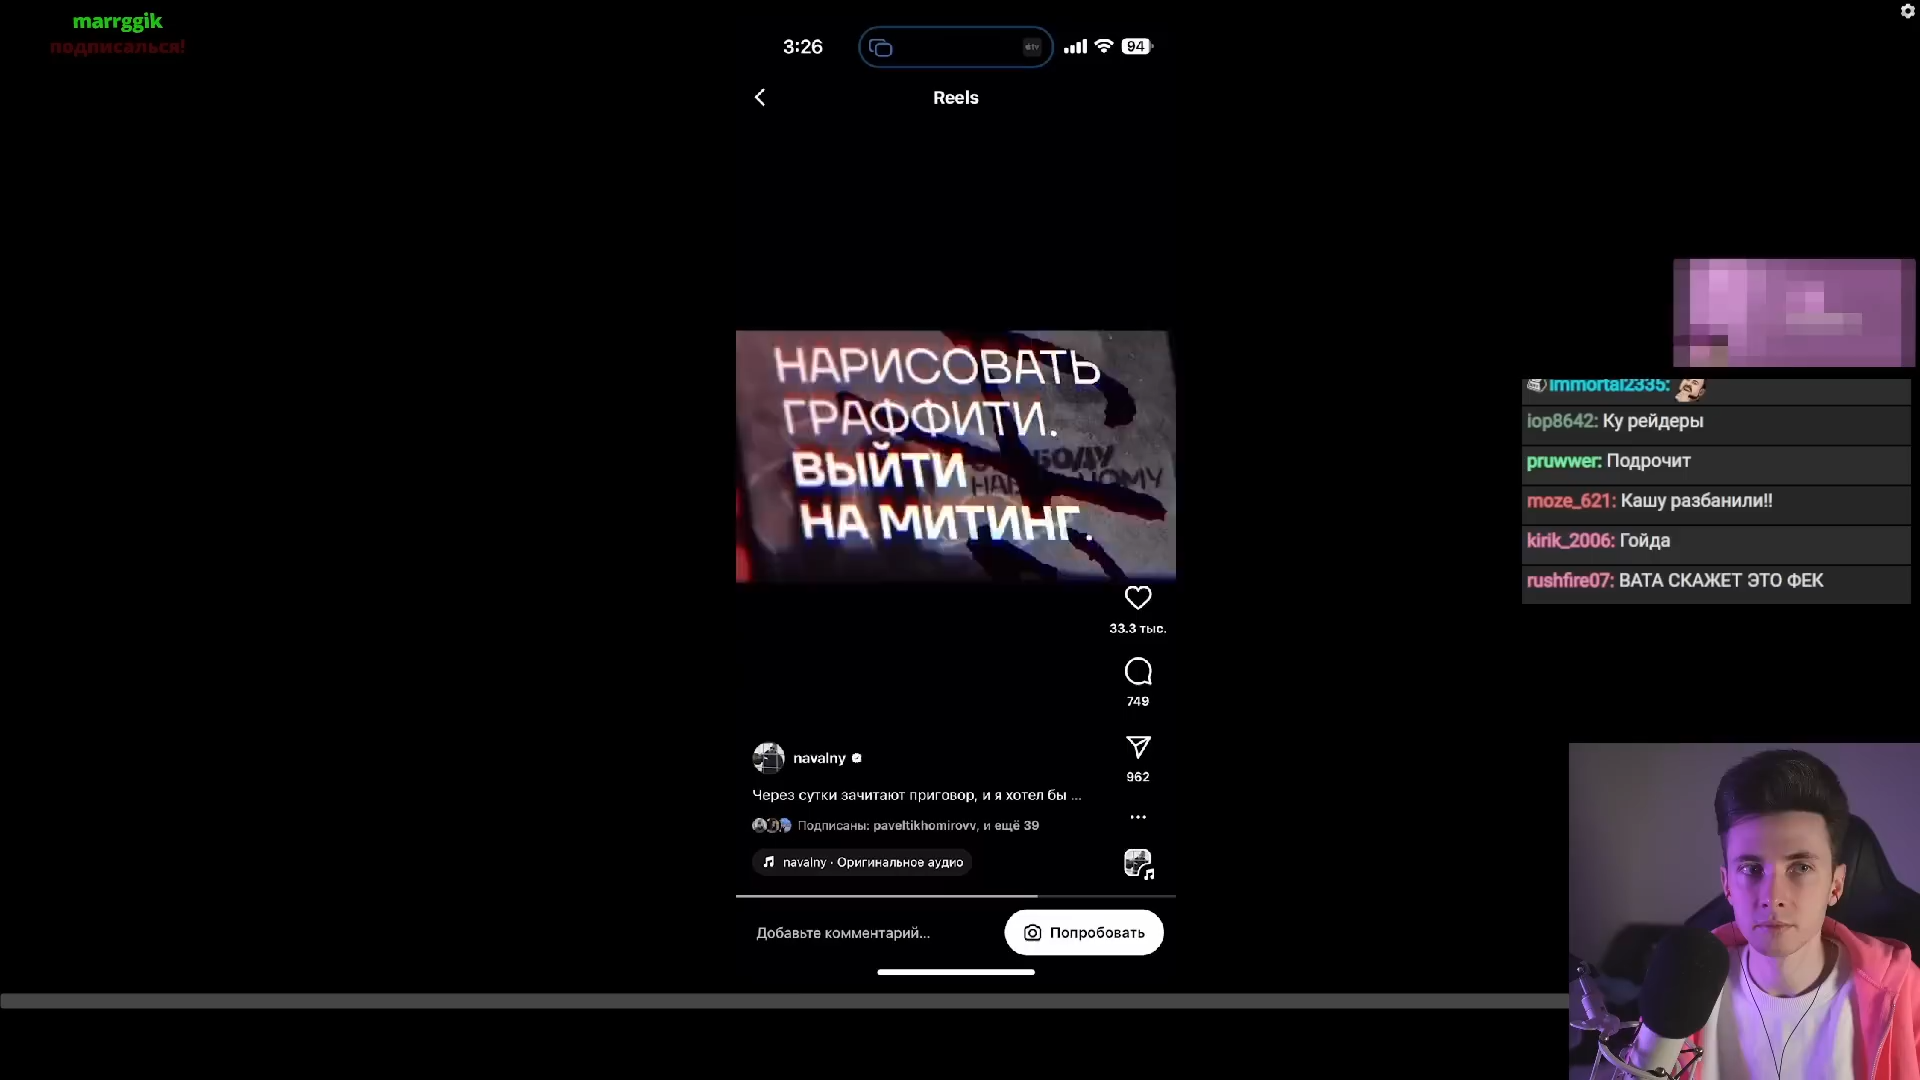 marrggik
подписалься!
3:26
94
Reels
НАРИСОВАТЬ
ГРАФФИТИ.
ВЫЙТИ
НА МИТИНГ.
33.3 тыс.
749
962
navalny
Через сутки зачитают приговор, и я хотел бы ...
Подписаны: paveltikhomirovv, и ещё 39
navalny · Оригинальное аудио
Добавьте комментарий...
Попробовать
Immortal2335:
iop8642: Ку рейдеры
pruwwer: Подрочит
moze_621: Кашу разбанили!!
kirik_2006: Гойда
rushfire07: ВАТА СКАЖЕТ ЭТО ФЕК